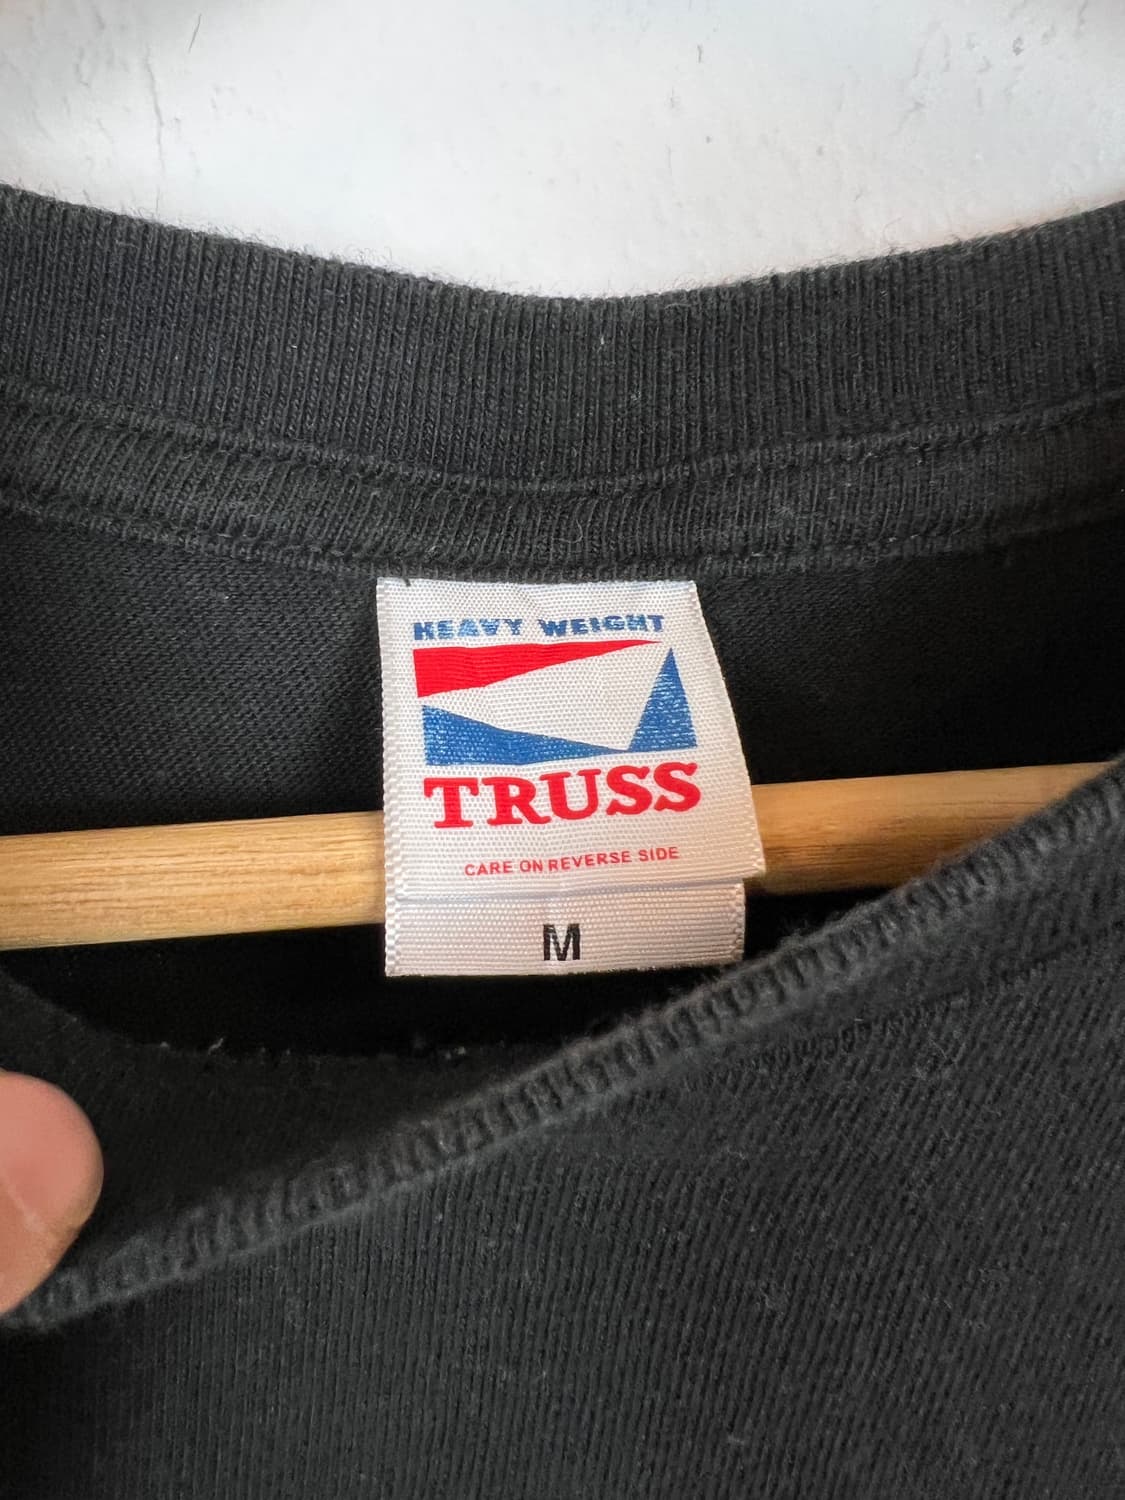 HEAVY WEIGHT
TRUSS
CARE ON REVERSE SIDE
M